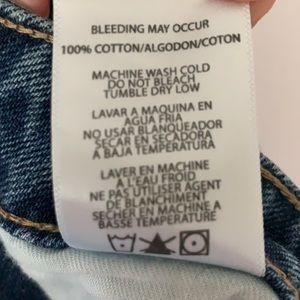 BLEEDING MAY OCCUR
100% COTTON/ALGODON/COTON
MACHINE WASH COLD
DO NOT BLEACH
TUMBLE DRY LOW
LAVAR A MAQUINA EN
AGUA FRIA
NO USAR BLANQUEADOR
SECAR EN SECADORA
A BAJA TEMPERATURA
LAVER EN MACHINE
A L'EAU FROID
NE PAS UTILISER AGENT
DE BLANCHIMENT
SECHER EN MACHINE A
BASSE TEMPERATURE